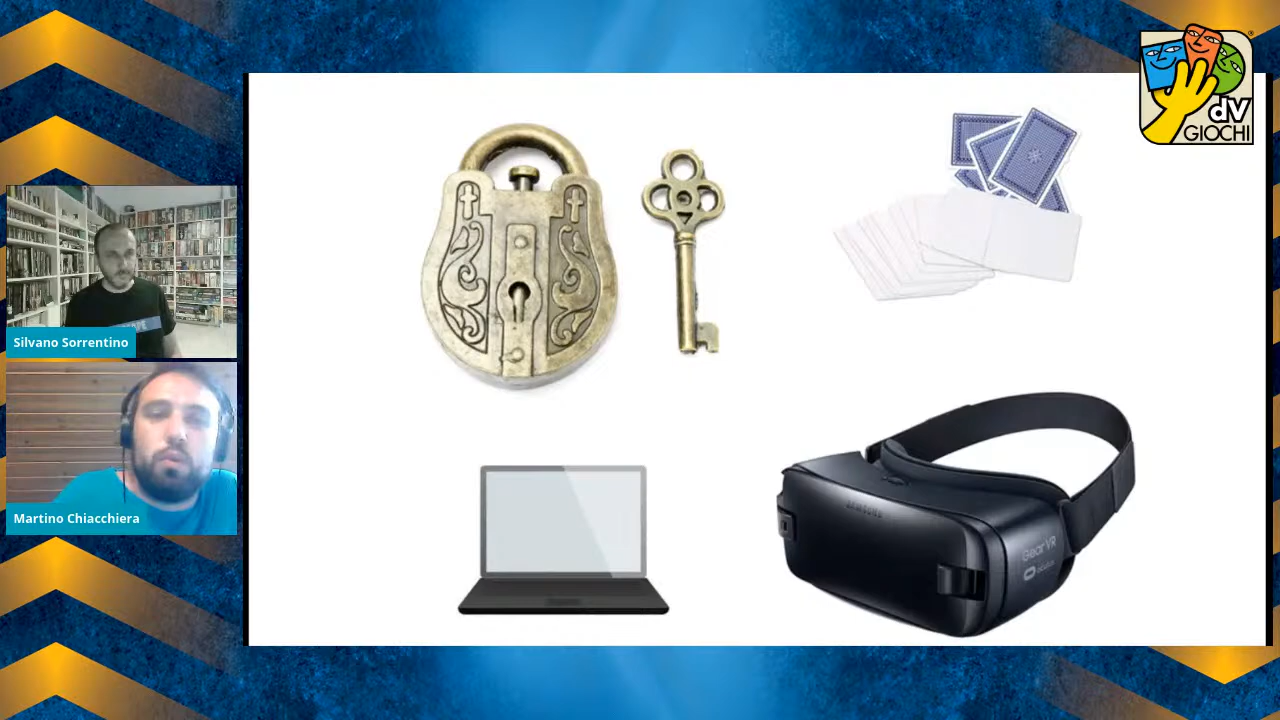 dv
GIOCHI
Silvano Sorrentino
Martino Chiacchiera
SAMSUNG
Gear VR
oculus